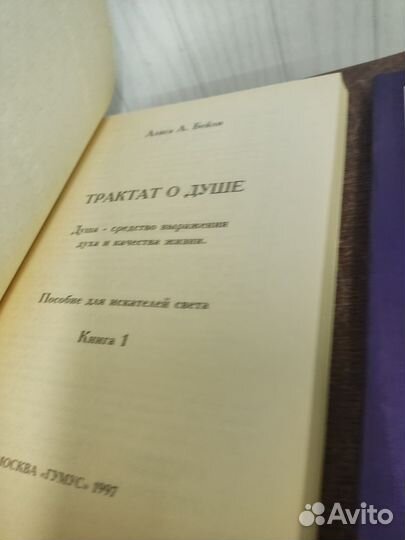 Алиса А. Бейли
ТРАКТАТ О ДУШЕ
Душа - средство выражения
духа и качества жизни.
Пособие для искателей света
Книга 1
МОСКВА «ГУМУС» 1997
Avito